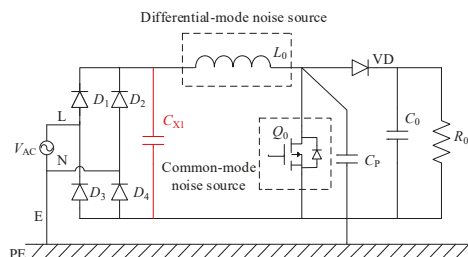 Differential-mode noise source
L0
VD
L
D1
D2
CX1
Q0
C0
R0
VAC
N
Common-mode
noise source
CP
D3
D4
E
PE